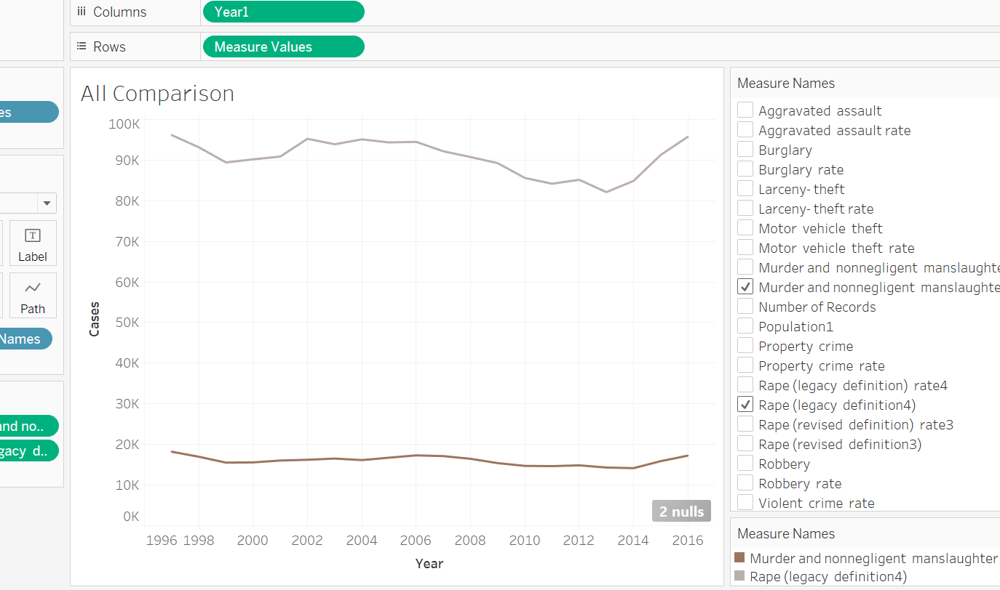 Columns
Year1
Rows
Measure Values
es
Label
Path
Names
and no..
gacy d..
All Comparison
100K
90K
80K
70K
60K
50K
40K
30K
20K
10K
0K
Cases
2 nulls
1996 1998 2000 2002 2004 2006 2008 2010 2012 2014 2016
Year
Measure Names
Aggravated assault
Aggravated assault rate
Burglary
Burglary rate
Larceny- theft
Larceny- theft rate
Motor vehicle theft
Motor vehicle theft rate
Murder and nonnegligent manslaughte
Murder and nonnegligent manslaughte
Number of Records
Population1
Property crime
Property crime rate
Rape (legacy definition) rate4
Rape (legacy definition4)
Rape (revised definition) rate3
Rape (revised definition3)
Robbery
Robbery rate
Violent crime rate
Measure Names
Murder and nonnegligent manslaughter
Rape (legacy definition4)